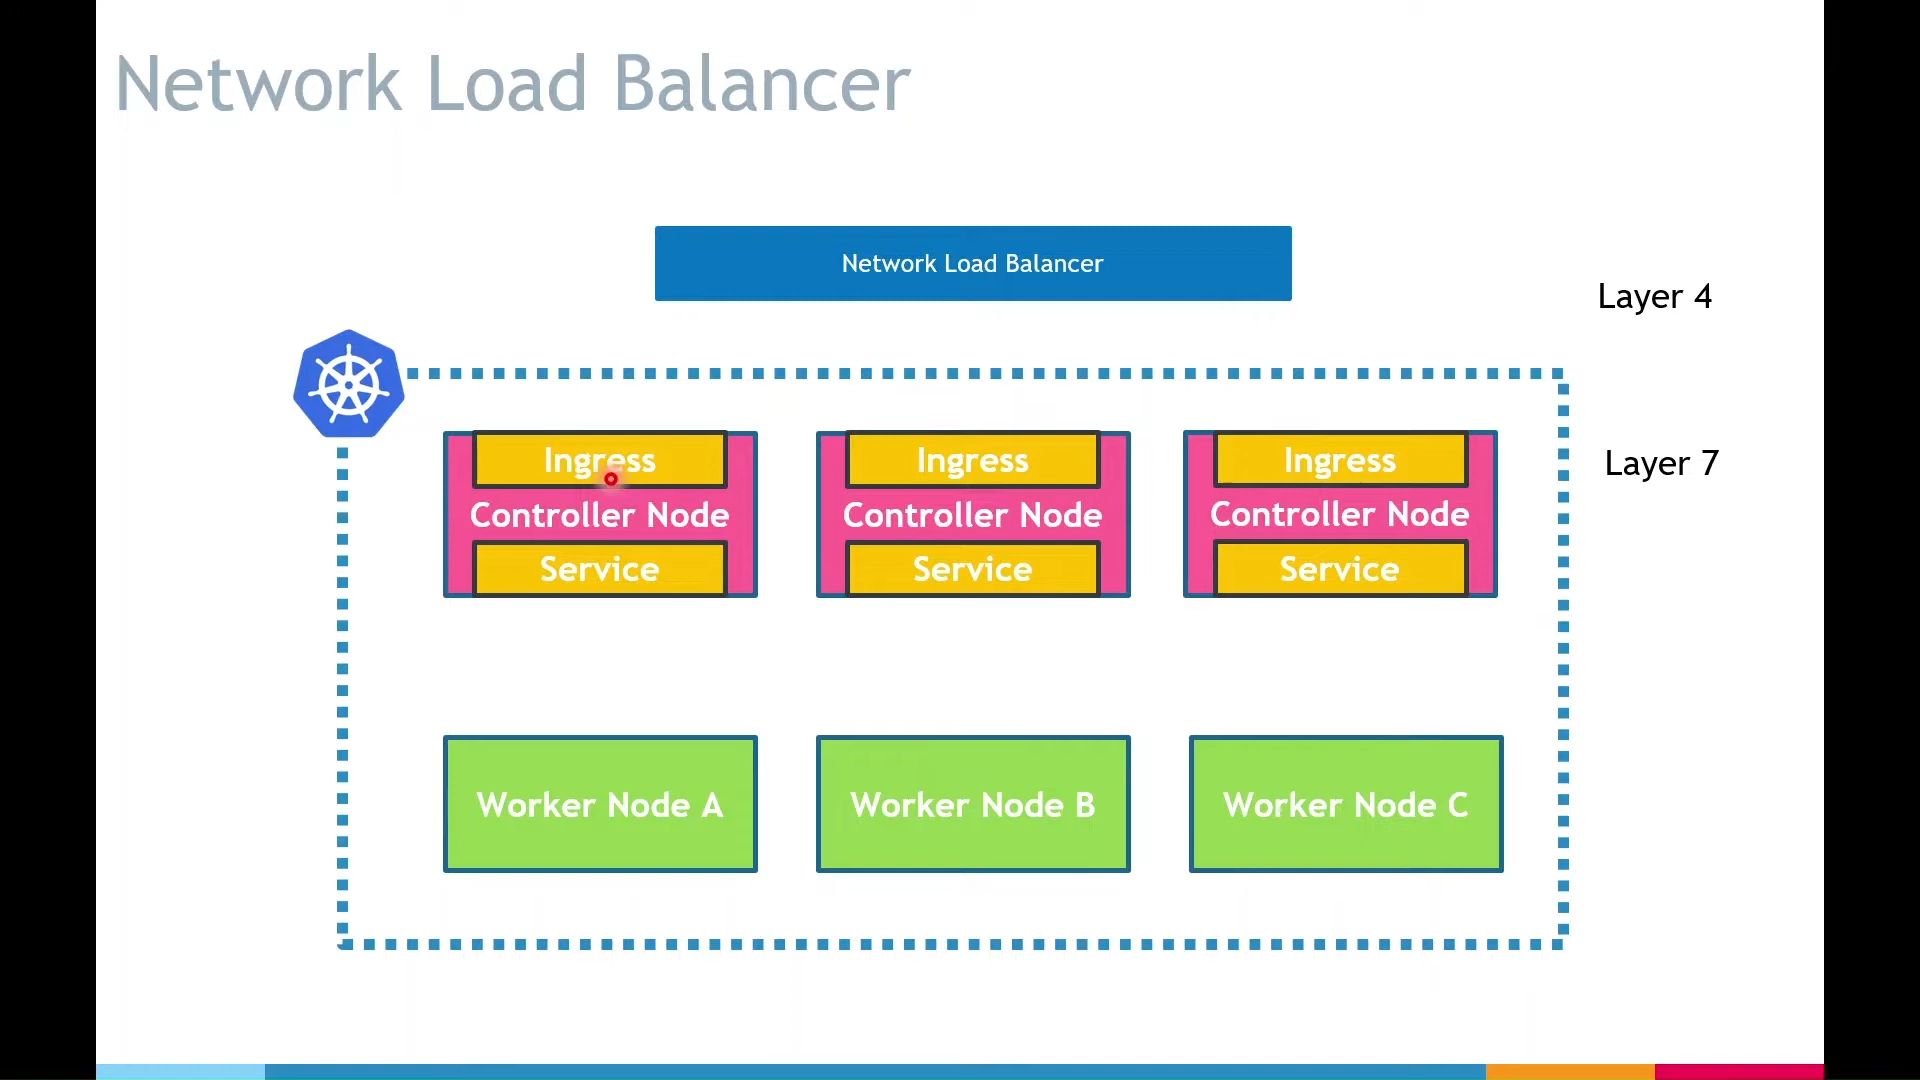 Network Load Balancer
Network Load Balancer
Layer 4
Ingress
Ingress
Ingress
Layer 7
Controller Node
Controller Node
Controller Node
Service
Service
Service
Worker Node A
Worker Node B
Worker Node C